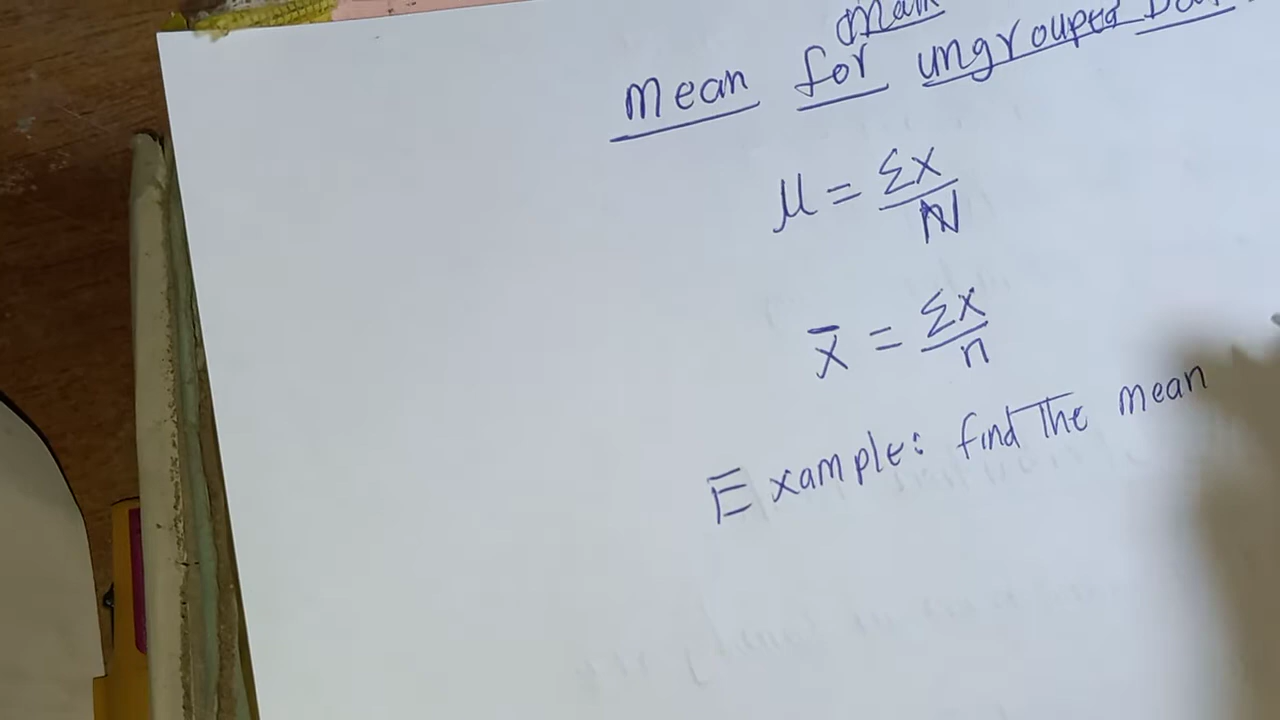 mean for ungrouped
μ = Σx / N
x̄ = Σx / n
Example: find The mean